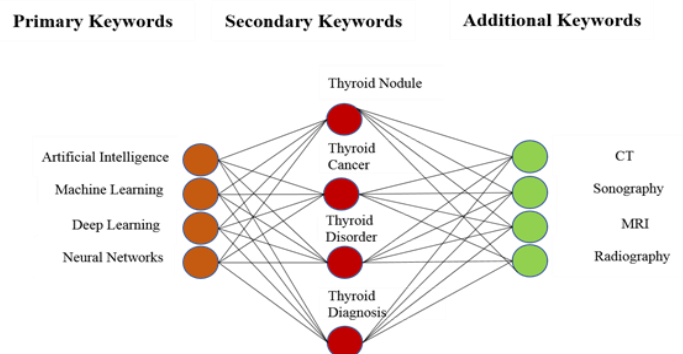 Primary Keywords
Secondary Keywords
Additional Keywords
Thyroid Nodule
Artificial Intelligence
Machine Learning
Deep Learning
Neural Networks
Thyroid
Cancer
Thyroid
Disorder
Thyroid
Diagnosis
CT
Sonography
MRI
Radiography